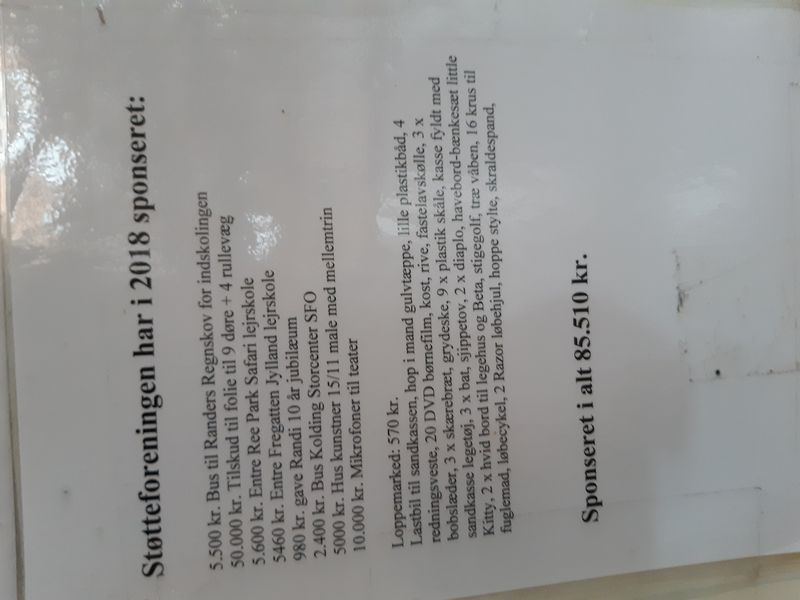 Støtteforeningen har i 2018 sponseret:
5.500 kr. Bus til Randers Regnskov for indskolingen
50.000 kr. Tilskud til folie til 9 døre + 4 rullevæg
5.600 kr. Entre Ree Park Safari lejrskole
5460 kr. Entre Fregatten Jylland lejrskole
980 kr. gave Randi 10 år jubilæum
2.400 kr. Bus Kolding Storcenter SFO
5000 kr. Hus kunstner 15/11 male med mellemtrin
10.000 kr. Mikrofoner til teater
Loppemarked: 570 kr.
Lastbil til sandkassen, hop i mand gulvtæppe, lille plastikbåd, 4
redningsveste, 20 DVD børnefilm, kost, rive, fastelavskølle, 3 x
bobslæder, 3 x skærebræt, grydeske, 9 x plastik skåle, kasse fyldt med
sandkasse legetøj, 3 x bat, sjippetov, 2 x diaplo, havebord-bænkesæt little
Kitty, 2 x hvid bord til legehus og Beta, stigegolf, træ våben, 16 krus til
fuglemad, løbecykel, 2 Razor løbehjul, hoppe stylte, skraldespand,
Sponseret i alt 85.510 kr.